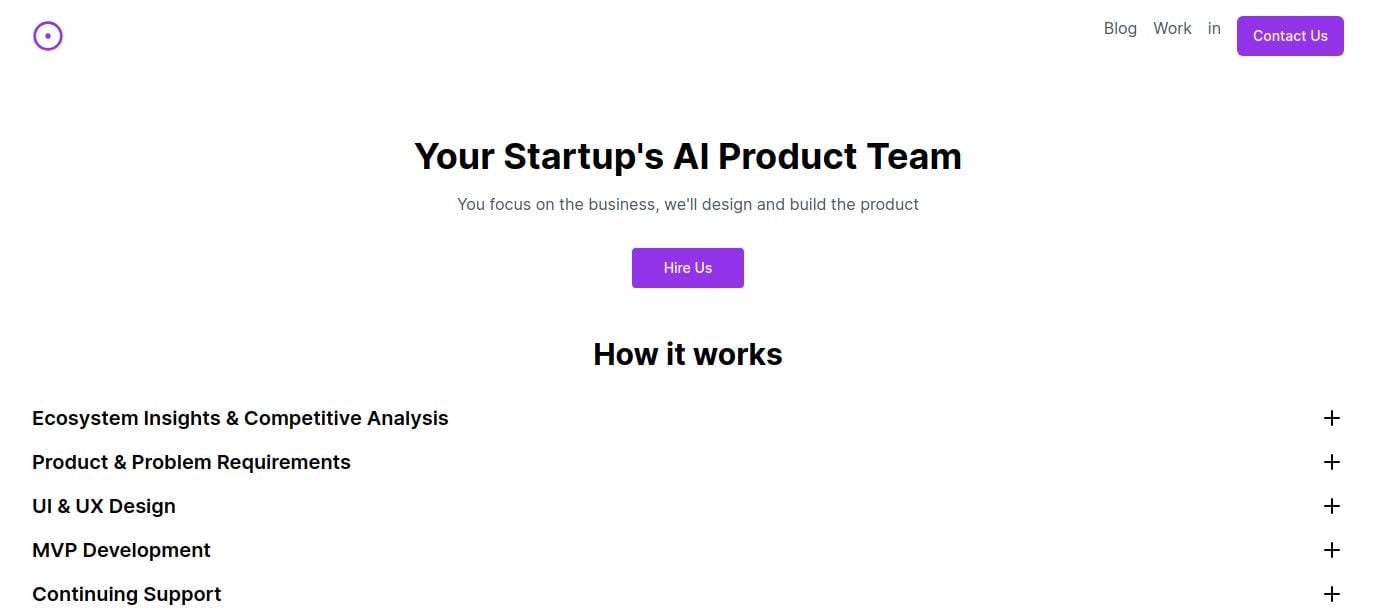 Blog Work in Contact Us
Your Startup's AI Product Team
You focus on the business, we'll design and build the product
Hire Us
How it works
Ecosystem Insights & Competitive Analysis
Product & Problem Requirements
UI & UX Design
MVP Development
Continuing Support